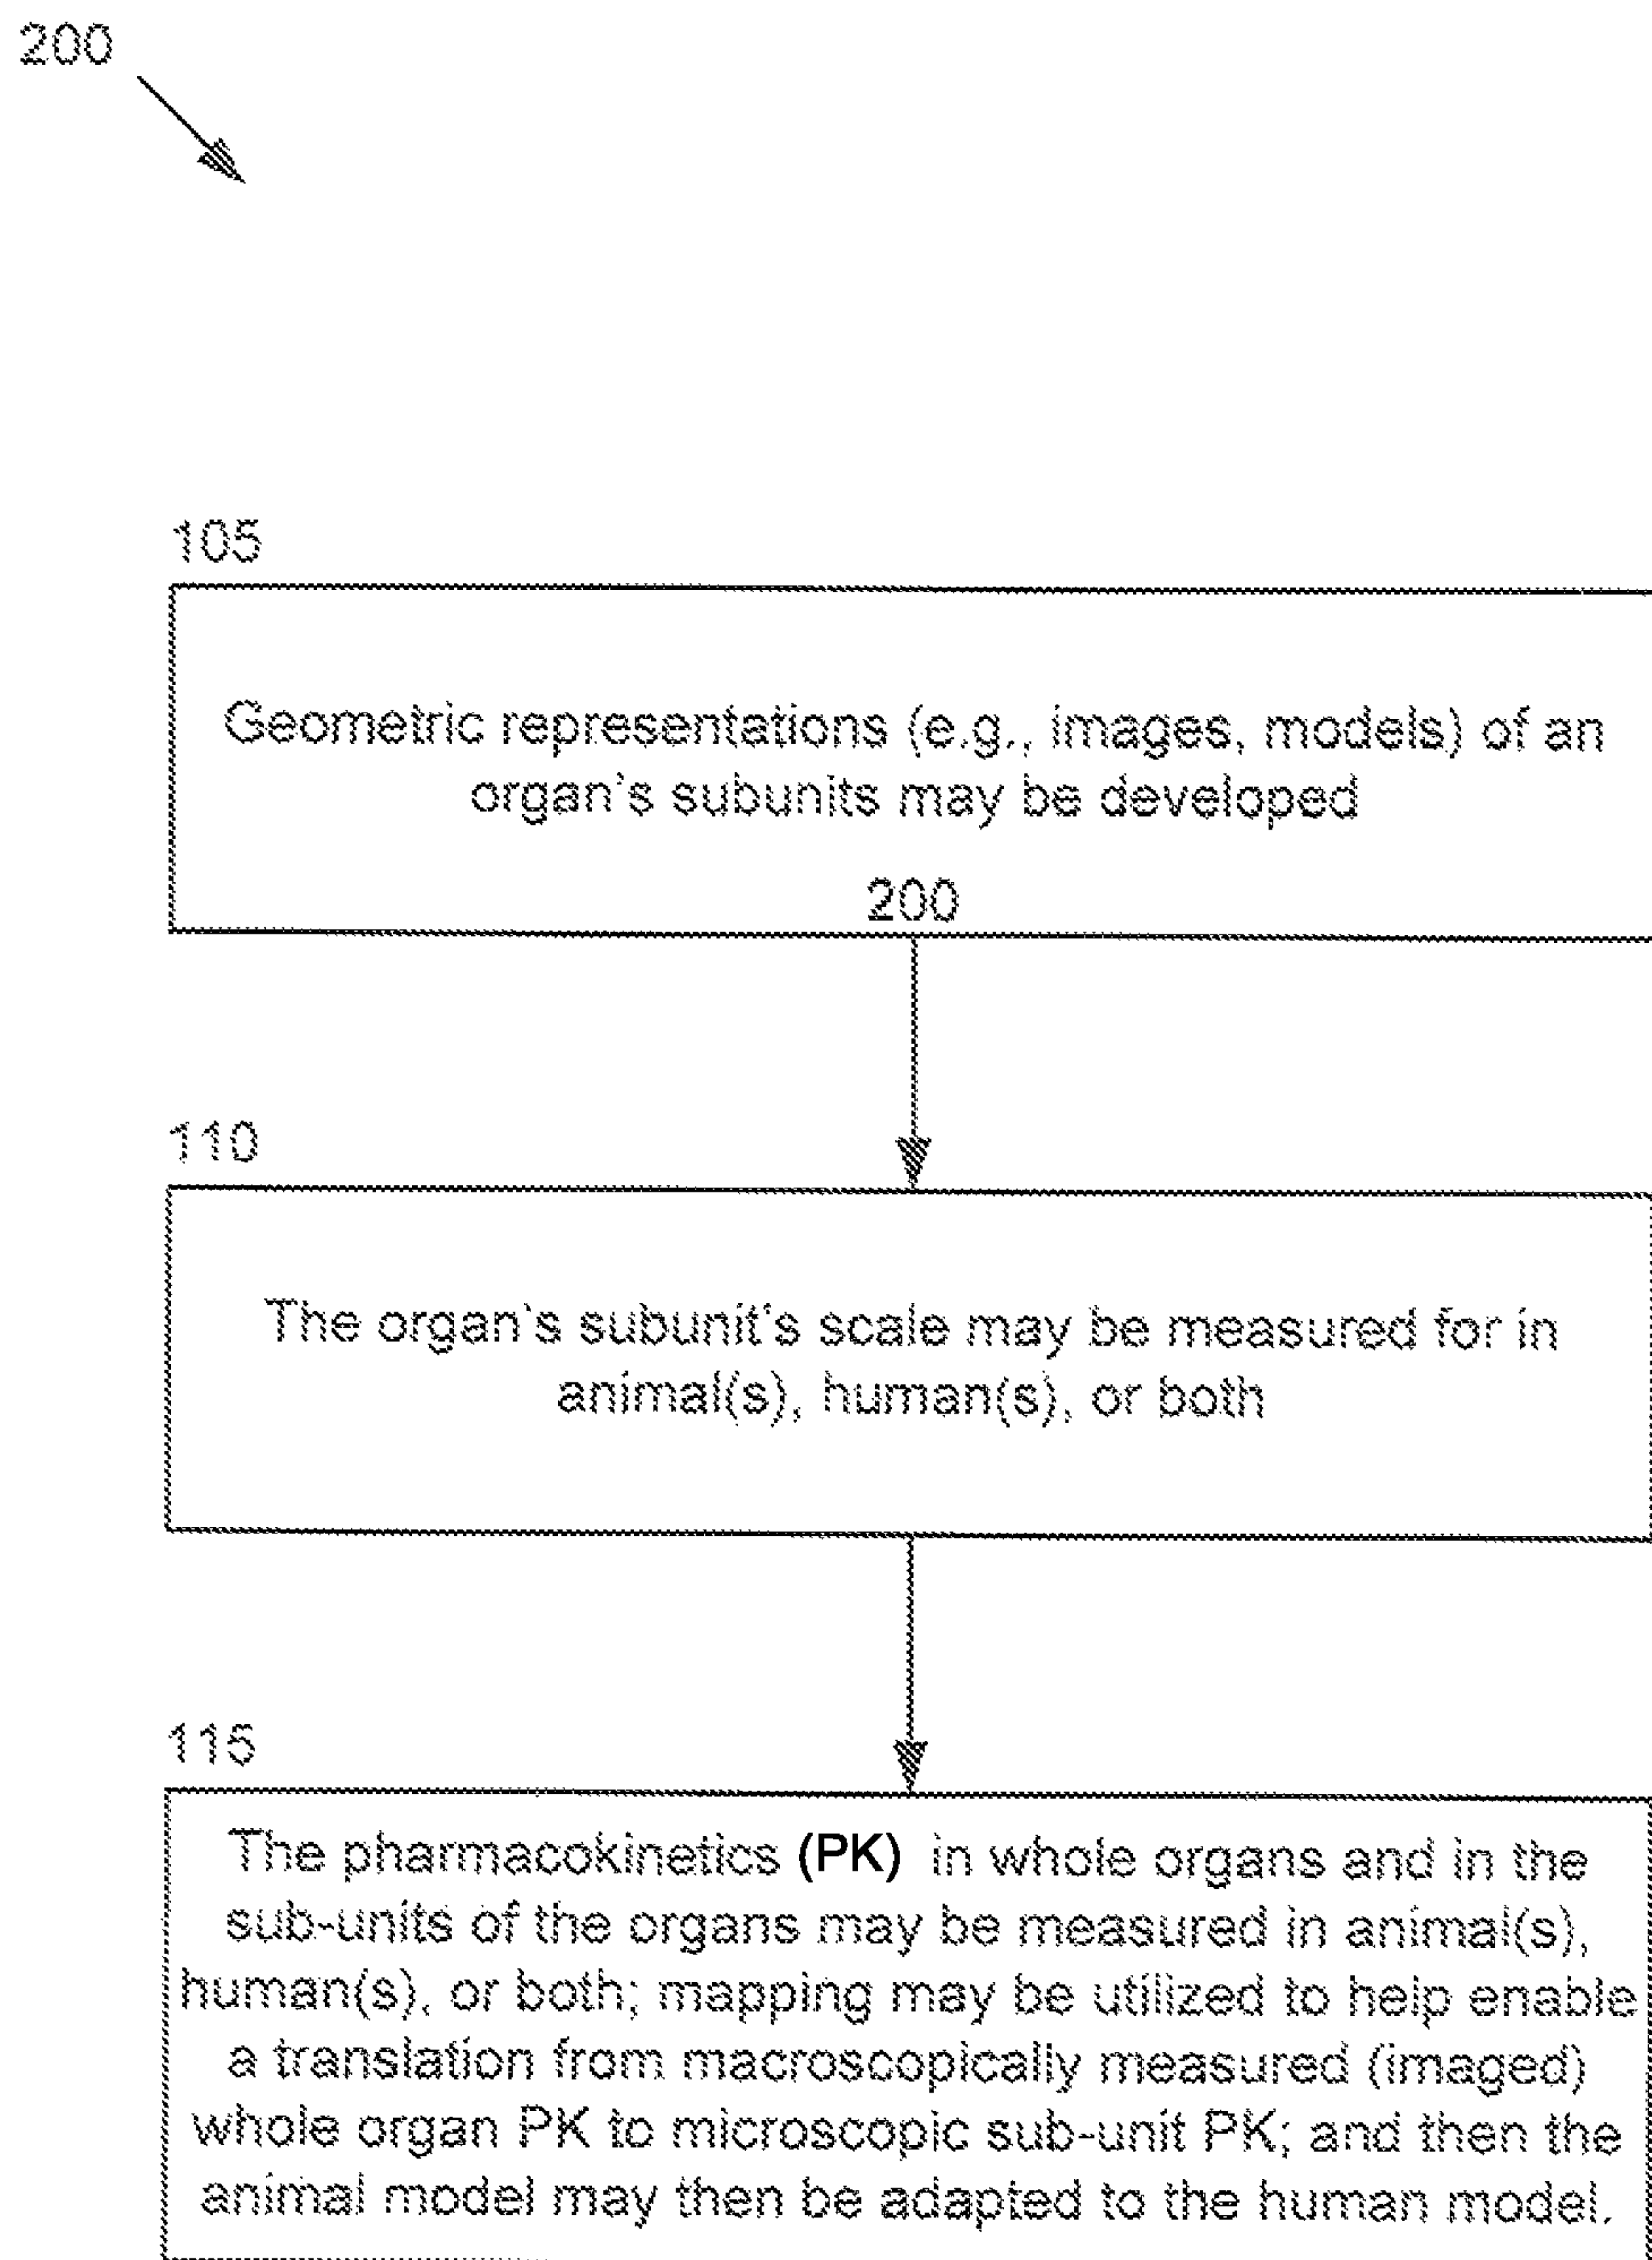 200
105
Geometric representations (e.g., images, models) of an
organ's subunits may be developed
200
110
The organ's subunit's scale may be measured for in
animal(s), human(s), or both
115
The pharmacokinetics (PK) in whole organs and in the
sub-units of the organs may be measured in animal(s),
human(s), or both; mapping may be utilized to help enable
a translation from macroscopically measured (imaged)
whole organ PK to microscopic sub-unit PK; and then the
animal model may then be adapted to the human model.